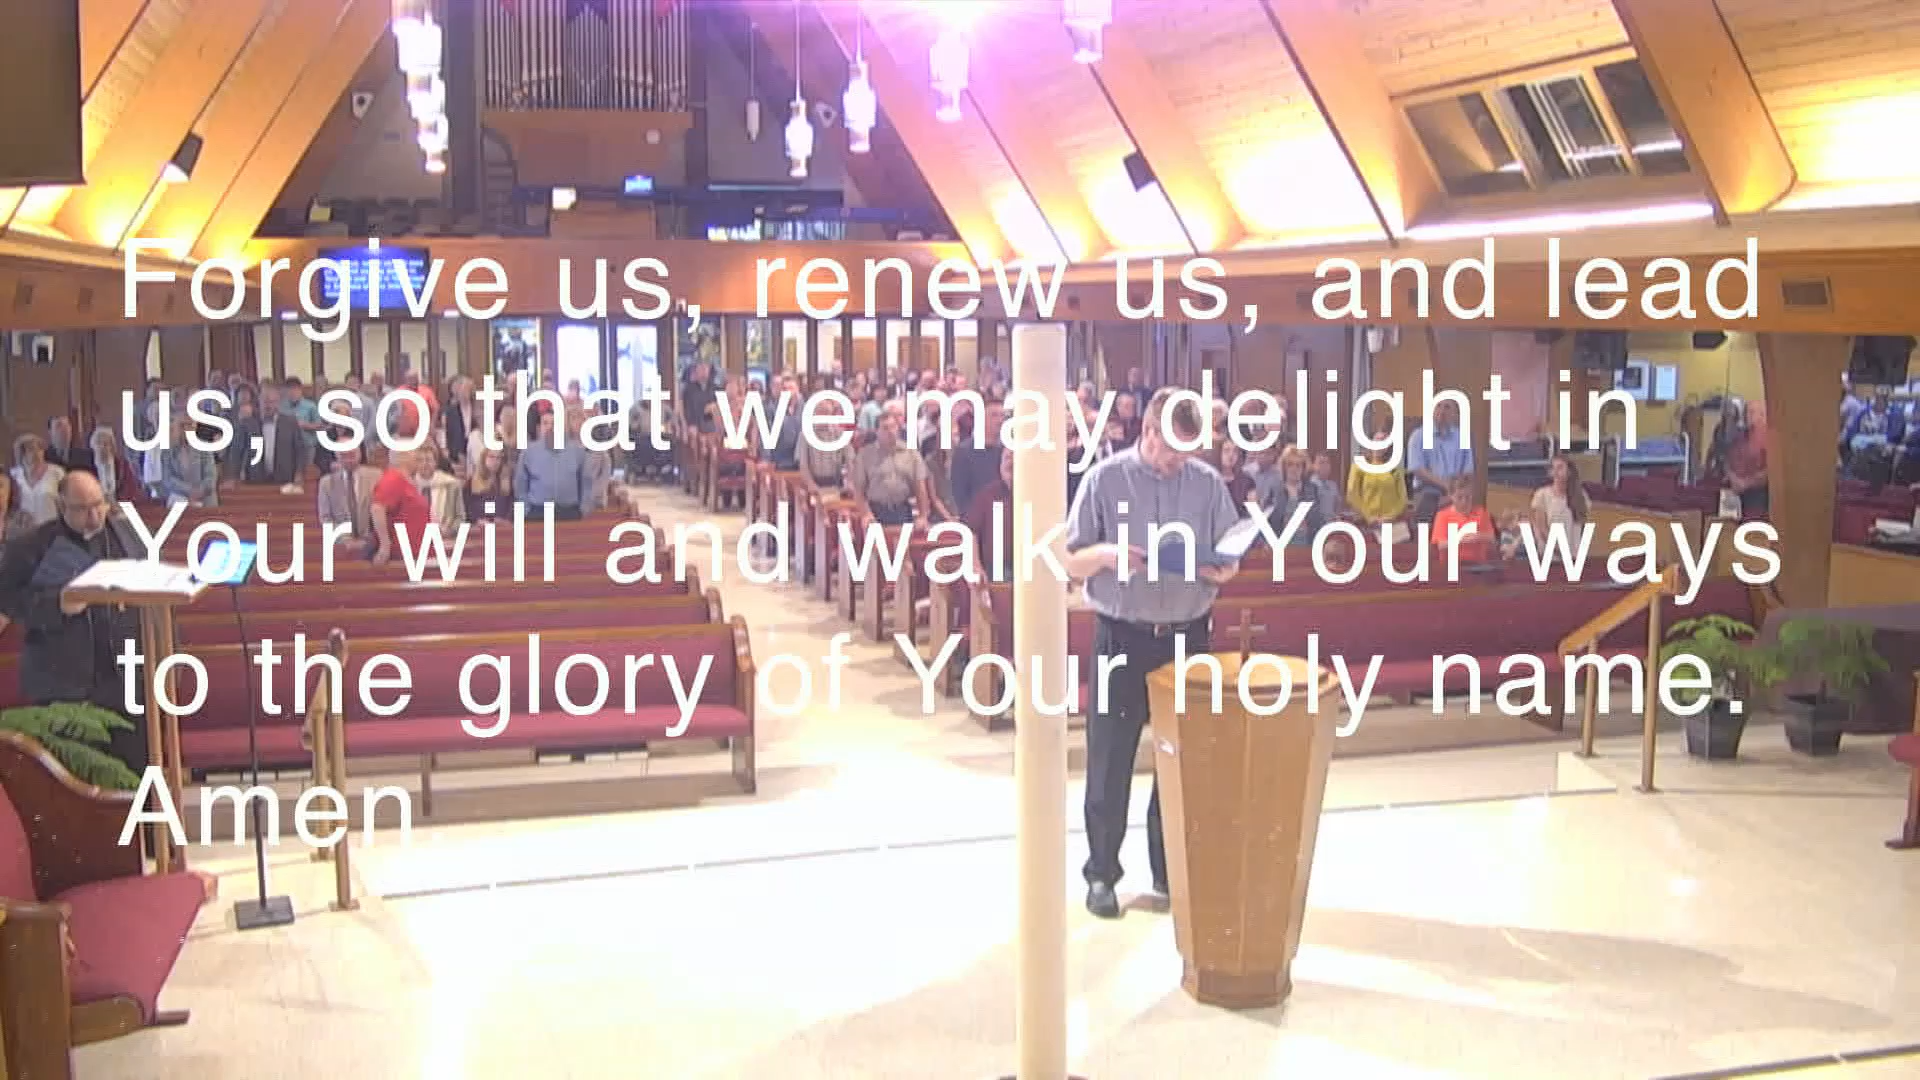 Forgive us, renew us, and lead
us, so that we may delight in
Your will and walk in Your ways
to the glory of Your holy name.
Amen.